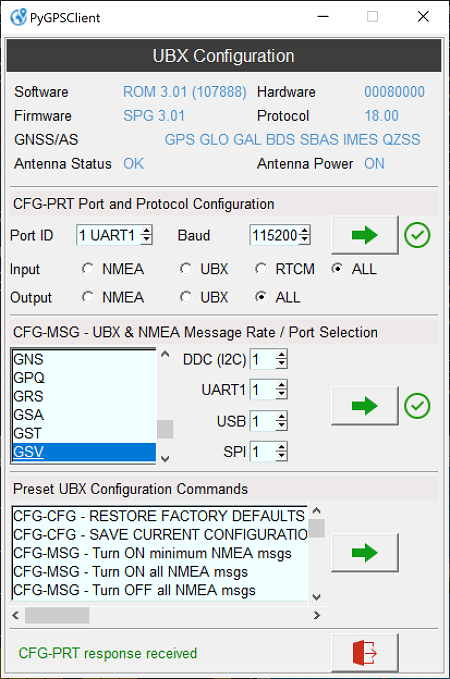 PyGPSClient
UBX Configuration
Software ROM 3.01 (107888) Hardware 00080000
Firmware SPG 3.01 Protocol 18.00
GNSS/AS GPS GLO GAL BDS SBAS IMES QZSS
Antenna Status OK Antenna Power ON
CFG-PRT Port and Protocol Configuration
Port ID 1 UART1 Baud 115200
Input NMEA UBX RTCM ALL
Output NMEA UBX ALL
CFG-MSG - UBX & NMEA Message Rate / Port Selection
GNS
GPQ
GRS
GSA
GST
GSV
DDC (I2C) 1
UART1 1
USB 1
SPI 1
Preset UBX Configuration Commands
CFG-CFG - RESTORE FACTORY DEFAULTS
CFG-CFG - SAVE CURRENT CONFIGURATIO
CFG-MSG - Turn ON minimum NMEA msgs
CFG-MSG - Turn ON all NMEA msgs
CFG-MSG - Turn OFF all NMEA msgs
CFG-PRT response received